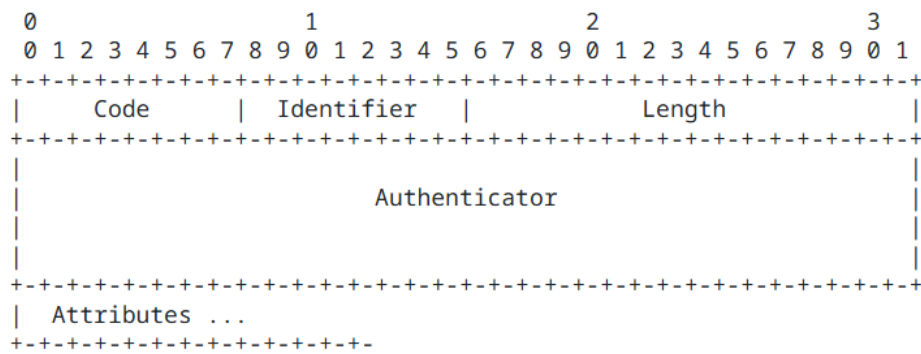 0                   1                   2                   3
 0 1 2 3 4 5 6 7 8 9 0 1 2 3 4 5 6 7 8 9 0 1 2 3 4 5 6 7 8 9 0 1
+-+-+-+-+-+-+-+-+-+-+-+-+-+-+-+-+-+-+-+-+-+-+-+-+-+-+-+-+-+-+-+-+
|     Code      |  Identifier   |            Length             |
+-+-+-+-+-+-+-+-+-+-+-+-+-+-+-+-+-+-+-+-+-+-+-+-+-+-+-+-+-+-+-+-+
|                                                               |
|                         Authenticator                         |
|                                                               |
|                                                               |
+-+-+-+-+-+-+-+-+-+-+-+-+-+-+-+-+-+-+-+-+-+-+-+-+-+-+-+-+-+-+-+-+
|  Attributes ...
+-+-+-+-+-+-+-+-+-+-+-+-+-